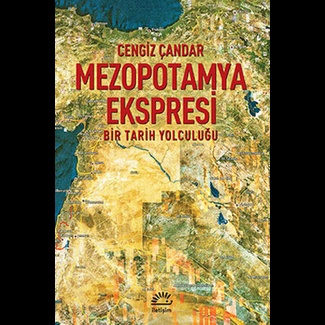 CENGİZ ÇANDAR
MEZOPOTAMYA
EKSPRESİ
BİR TARİH YOLCULUĞU
iletişim